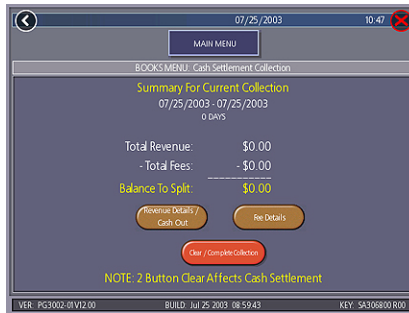 07/25/2003 10:47
MAIN MENU
BOOKS MENU: Cash Settlement Collection
Summary For Current Collection
07/25/2003 - 07/25/2003
0 DAYS
Total Revenue: $0.00
- Total Fees: - $0.00
Balance To Split: $0.00
Revenue Details / Cash Out
Fee Details
Clear / Complete Collection
NOTE: 2 Button Clear Affects Cash Settlement
VER: PG3002-01V12.00 BUILD: Jul 25 2003 08:59:43 KEY: SA306800 R00